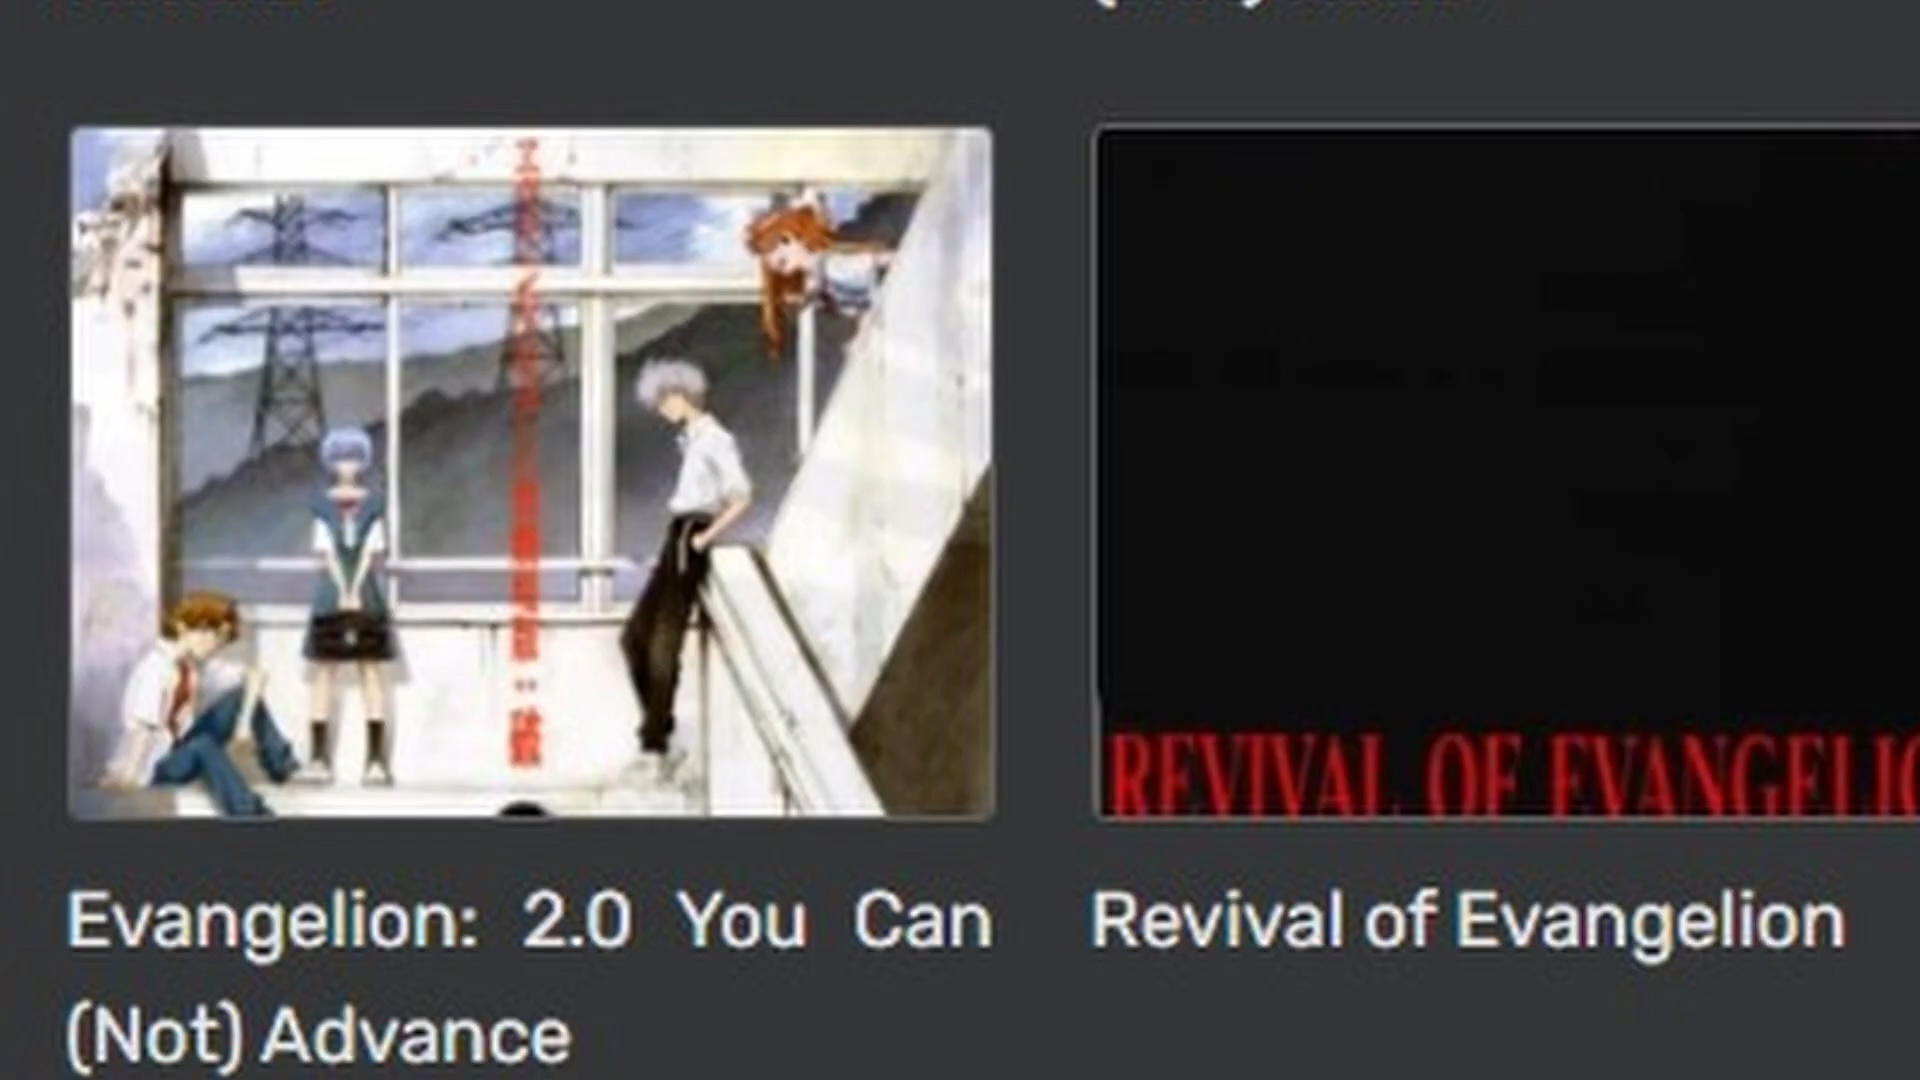 REVIVAL OF EVANGELIO
Evangelion: 2.0 You Can
(Not) Advance
Revival of Evangelion